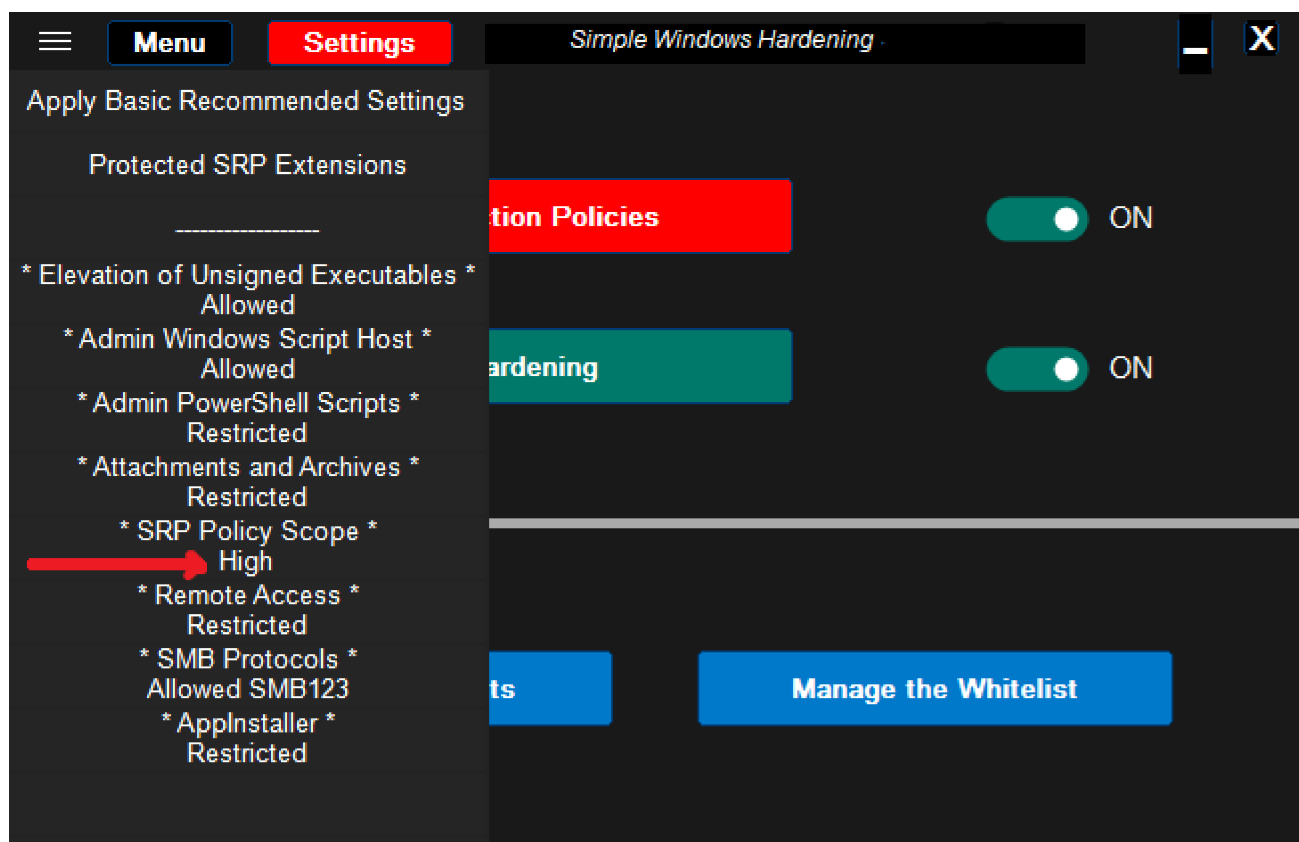 Menu
Settings
Simple Windows Hardening -
X
Apply Basic Recommended Settings
Protected SRP Extensions
------------------
* Elevation of Unsigned Executables *
Allowed
* Admin Windows Script Host *
Allowed
* Admin PowerShell Scripts *
Restricted
* Attachments and Archives *
Restricted
* SRP Policy Scope *
High
* Remote Access *
Restricted
* SMB Protocols *
Allowed SMB123
* AppInstaller *
Restricted
tion Policies
ON
ardening
ON
ts
Manage the Whitelist